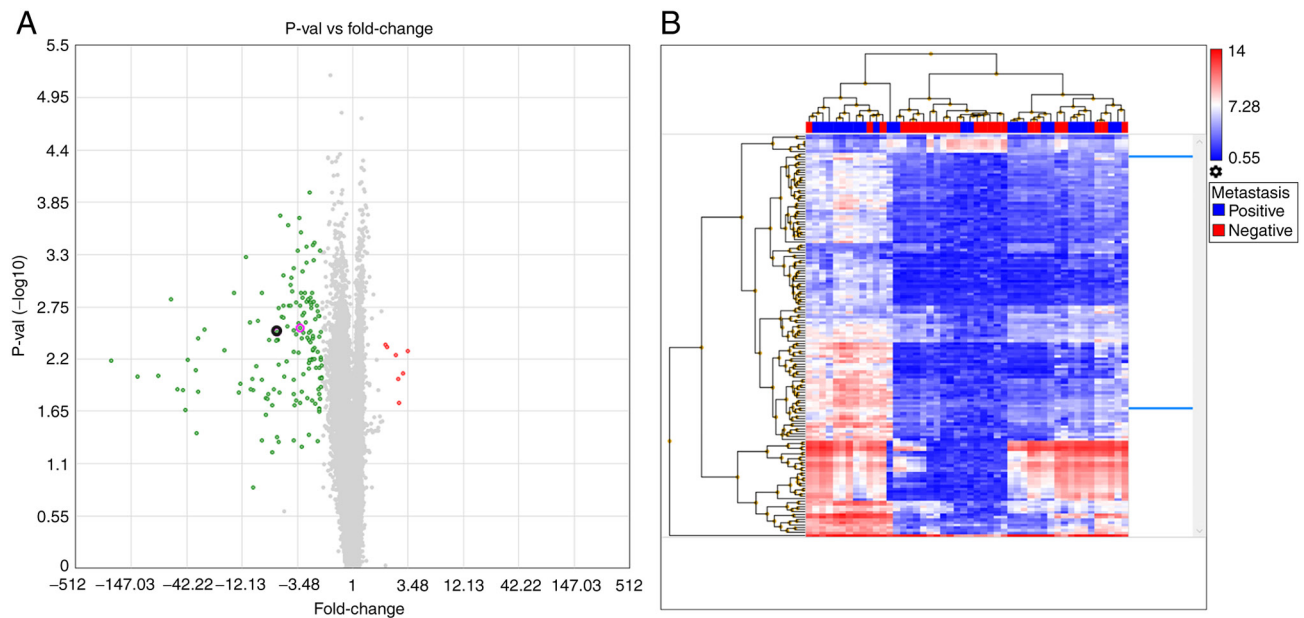 A
P-val vs fold-change
5.5
4.95
4.4
3.85
3.3
2.75
2.2
1.65
1.1
0.55
0
P-val (−log10)
−512 −147.03 −42.22 −12.13 −3.48 1 3.48 12.13 42.22 147.03 512
Fold-change
B
14
7.28
0.55
Metastasis
Positive
Negative